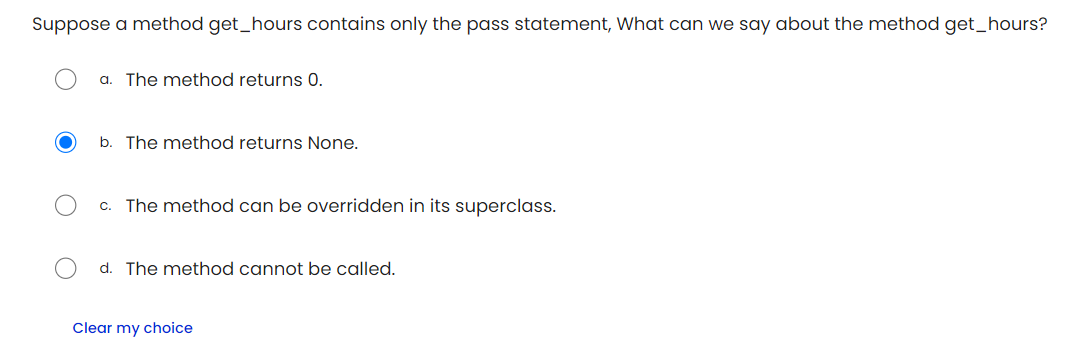 Suppose a method get_hours contains only the pass statement, What can we say about the method get_hours?
a. The method returns 0.
b. The method returns None.
c. The method can be overridden in its superclass.
d. The method cannot be called.
Clear my choice